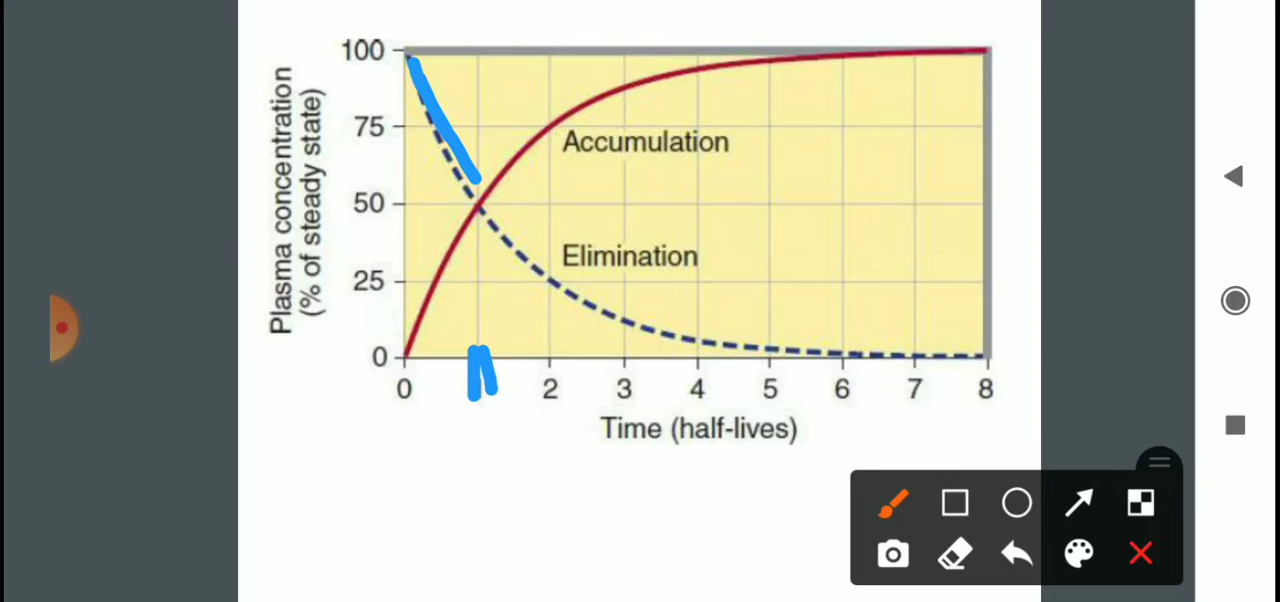 Plasma concentration
(% of steady state)
100
75
50
25
0
Accumulation
Elimination
0 2 3 4 5 6 7 8
Time (half-lives)